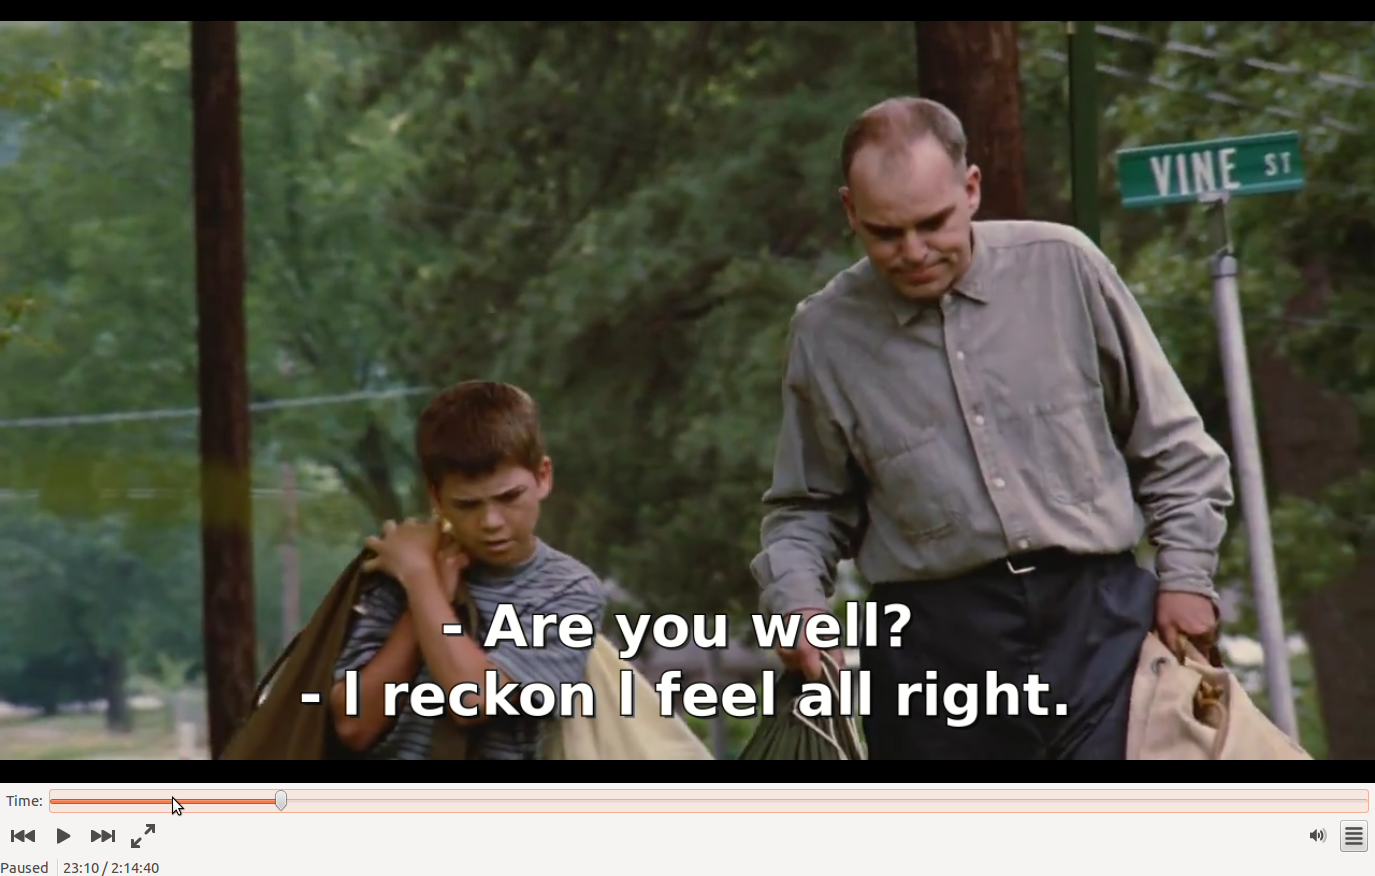 VINE ST
- Are you well?
- I reckon I feel all right.
Time:
Paused 23:10 / 2:14:40